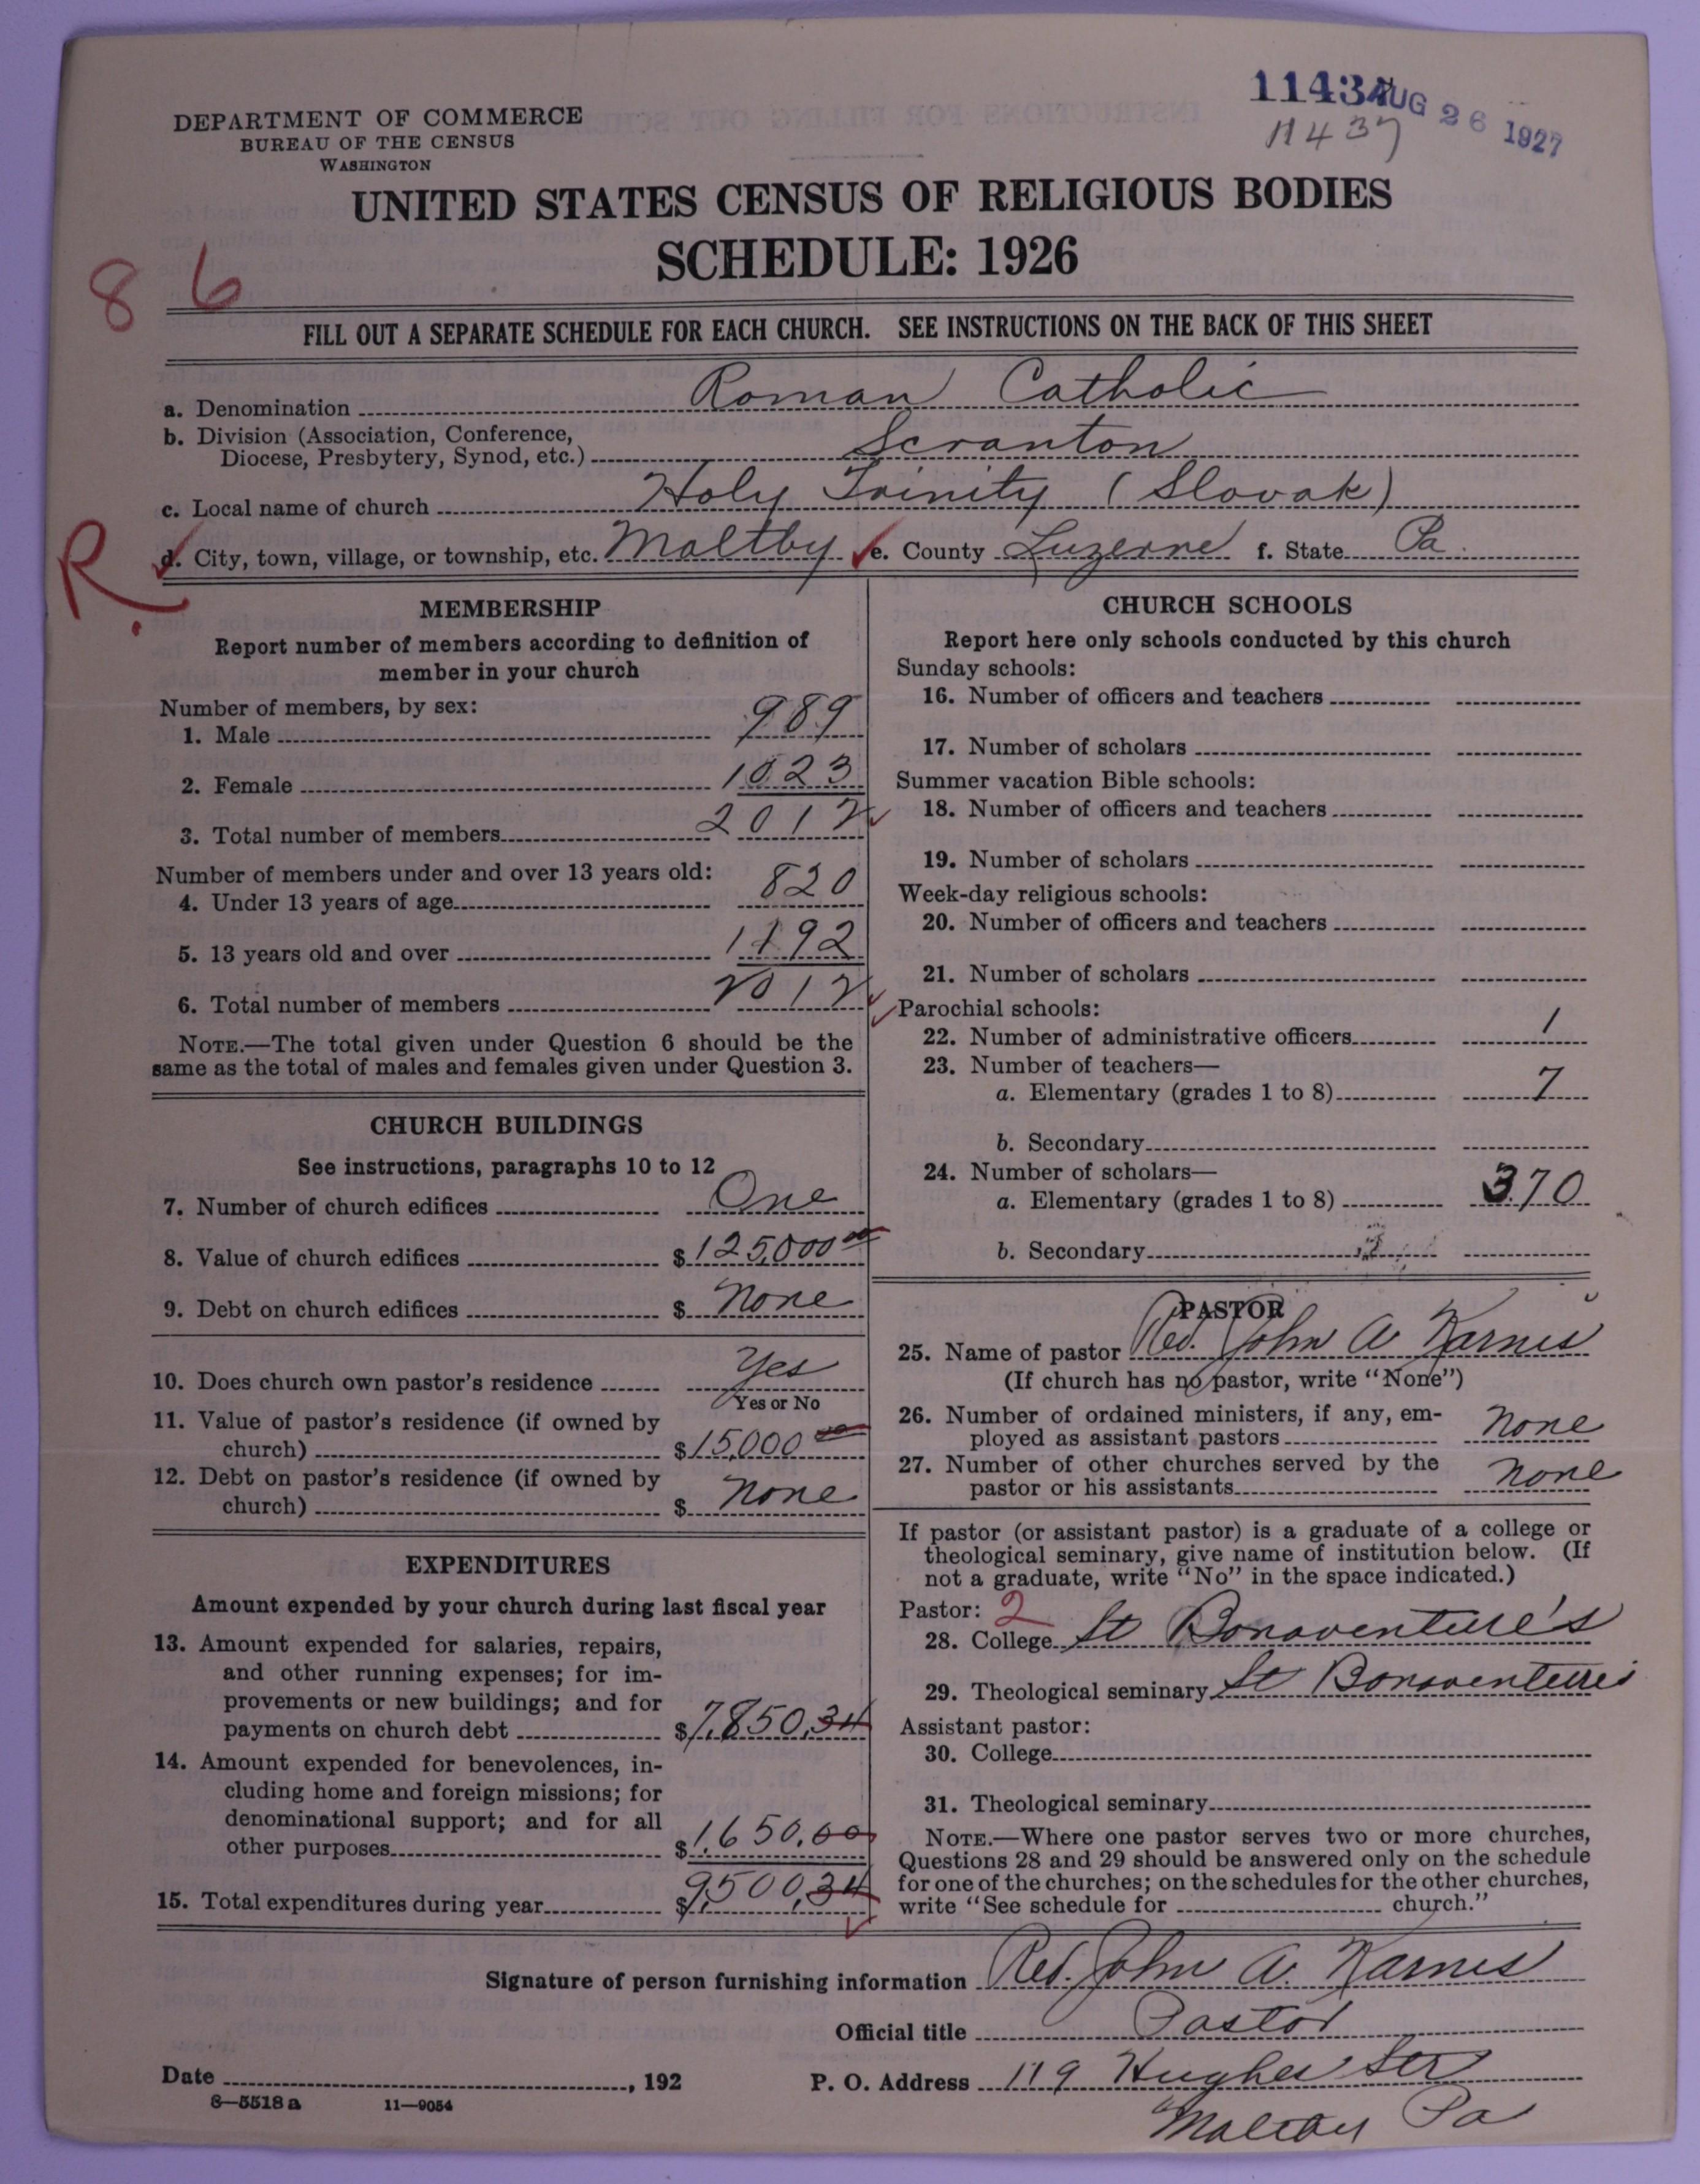 11434 AUG 26 1927
11437
DEPARTMENT OF COMMERCE
BUREAU OF THE CENSUS
WASHINGTON
UNITED STATES CENSUS OF RELIGIOUS BODIES
SCHEDULE: 1926
8 6
FILL OUT A SEPARATE SCHEDULE FOR EACH CHURCH. SEE INSTRUCTIONS ON THE BACK OF THIS SHEET
a. Denomination Roman Catholic
b. Division (Association, Conference,
Diocese, Presbytery, Synod, etc.) Scranton
c. Local name of church Holy Trinity (Slovak)
R.
d. City, town, village, or township, etc. Maltby e. County Luzerne f. State Pa.
MEMBERSHIP
Report number of members according to definition of
member in your church
Number of members, by sex:
1. Male 989
2. Female 1023
3. Total number of members 2012
Number of members under and over 13 years old:
4. Under 13 years of age 820
5. 13 years old and over 1192
6. Total number of members 2012
NOTE.—The total given under Question 6 should be the
same as the total of males and females given under Question 3.
CHURCH BUILDINGS
See instructions, paragraphs 10 to 12
7. Number of church edifices One
8. Value of church edifices $125,000 00
9. Debt on church edifices $ None
10. Does church own pastor's residence Yes
Yes or No
11. Value of pastor's residence (if owned by
church) $15,000 00
12. Debt on pastor's residence (if owned by
church) $ None
EXPENDITURES
Amount expended by your church during last fiscal year
13. Amount expended for salaries, repairs,
and other running expenses; for im-
provements or new buildings; and for
payments on church debt $7,850.34
14. Amount expended for benevolences, in-
cluding home and foreign missions; for
denominational support; and for all
other purposes $1,650.00
15. Total expenditures during year $9,500.34
CHURCH SCHOOLS
Report here only schools conducted by this church
Sunday schools:
16. Number of officers and teachers
17. Number of scholars
Summer vacation Bible schools:
18. Number of officers and teachers
19. Number of scholars
Week-day religious schools:
20. Number of officers and teachers
21. Number of scholars
Parochial schools:
22. Number of administrative officers 1
23. Number of teachers—
a. Elementary (grades 1 to 8) 7
b. Secondary
24. Number of scholars—
a. Elementary (grades 1 to 8) 370
b. Secondary
PASTOR
25. Name of pastor Rev. John A Karnis
(If church has no pastor, write "None")
26. Number of ordained ministers, if any, em-
ployed as assistant pastors None
27. Number of other churches served by the
pastor or his assistants None
If pastor (or assistant pastor) is a graduate of a college or
theological seminary, give name of institution below. (If
not a graduate, write "No" in the space indicated.)
Pastor: 2
28. College St Bonaventure's
29. Theological seminary St Bonaventure's
Assistant pastor:
30. College
31. Theological seminary
NOTE.—Where one pastor serves two or more churches,
Questions 28 and 29 should be answered only on the schedule
for one of the churches; on the schedules for the other churches,
write "See schedule for church."
Signature of person furnishing information Rev. John A. Karnis
Official title Pastor
Date , 192 P. O. Address 119 Hughes Str
8—5518 a 11—9054
Maltby Pa